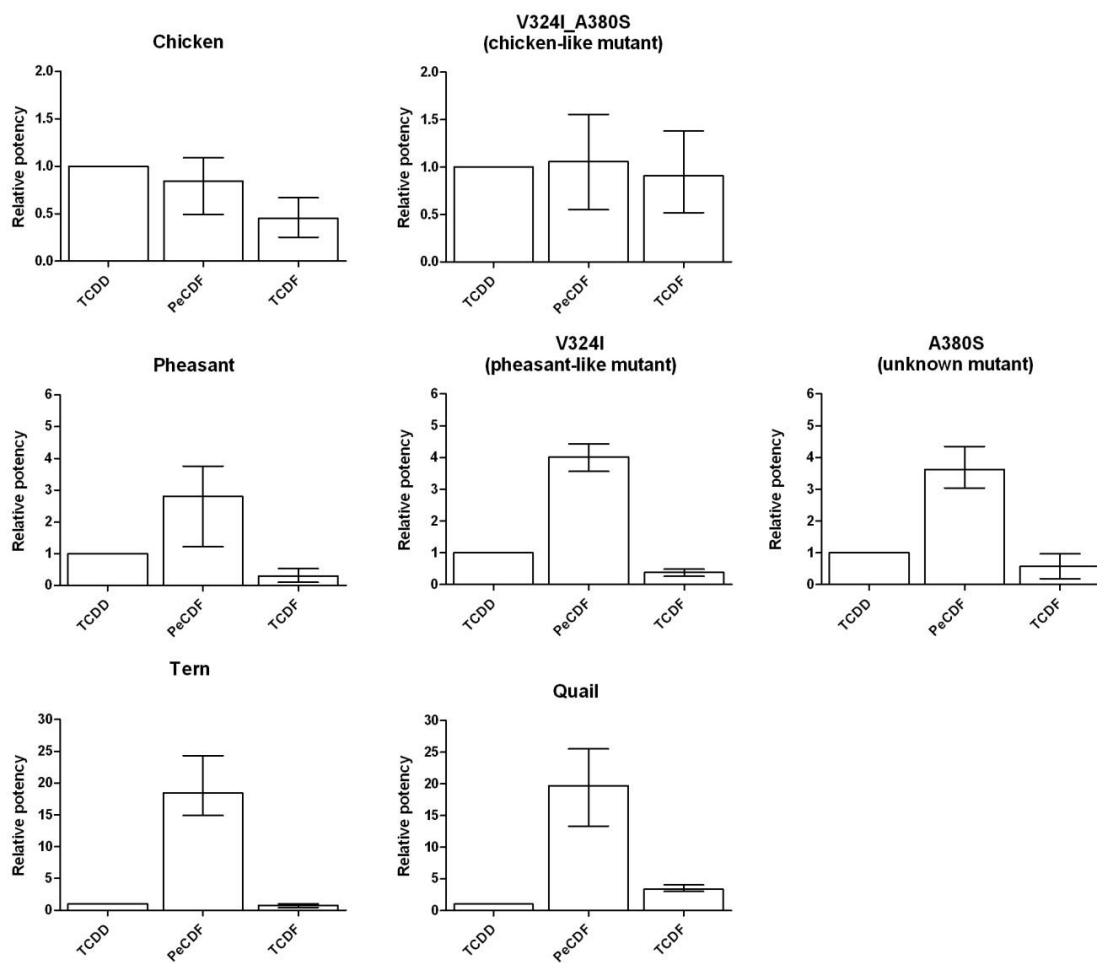 Chicken
Relative potency
2.0
1.5
1.0
0.5
0.0
TCDD
PeCDF
TCDF
V324I_A380S
(chicken-like mutant)
Relative potency
2.0
1.5
1.0
0.5
0.0
TCDD
PeCDF
TCDF
Pheasant
Relative potency
6
5
4
3
2
1
0
TCDD
PeCDF
TCDF
V324I
(pheasant-like mutant)
Relative potency
6
5
4
3
2
1
0
TCDD
PeCDF
TCDF
A380S
(unknown mutant)
Relative potency
6
5
4
3
2
1
0
TCDD
PeCDF
TCDF
Tern
Relative potency
30
25
20
15
10
5
0
TCDD
PeCDF
TCDF
Quail
Relative potency
30
25
20
15
10
5
0
TCDD
PeCDF
TCDF